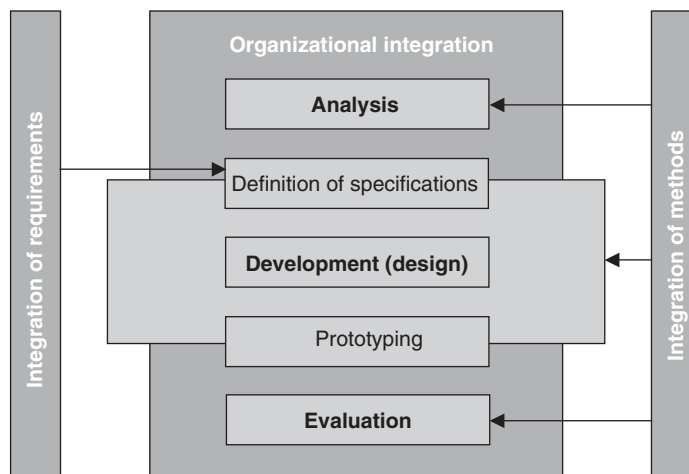 Organizational integration
Analysis
Definition of specifications
Development (design)
Prototyping
Evaluation
Integration of requirements
Integration of methods